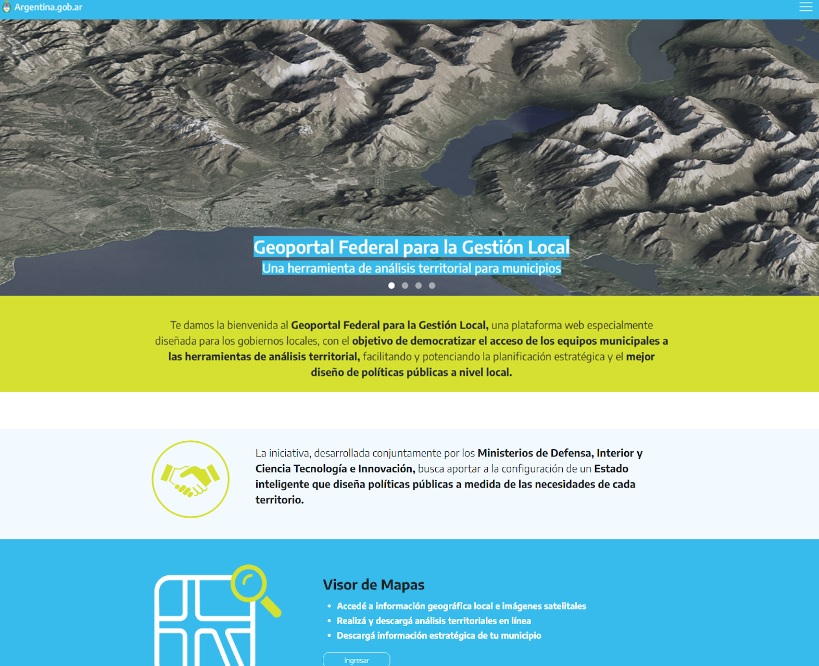 Argentina.gob.ar
Geoportal Federal para la Gestión Local
Una herramienta de análisis territorial para municipios
Te damos la bienvenida al Geoportal Federal para la Gestión Local, una plataforma web especialmente
diseñada para los gobiernos locales, con el objetivo de democratizar el acceso de los equipos municipales a
las herramientas de análisis territorial, facilitando y potenciando la planificación estratégica y el mejor
diseño de políticas públicas a nivel local.
La iniciativa, desarrollada conjuntamente por los Ministerios de Defensa, Interior y
Ciencia Tecnología e Innovación, busca aportar a la configuración de un Estado
inteligente que diseña políticas públicas a medida de las necesidades de cada
territorio.
Visor de Mapas
• Accedé a información geográfica local e imágenes satelitales
• Realizá y descargá análisis territoriales en línea
• Descargá información estratégica de tu municipio
Ingresar